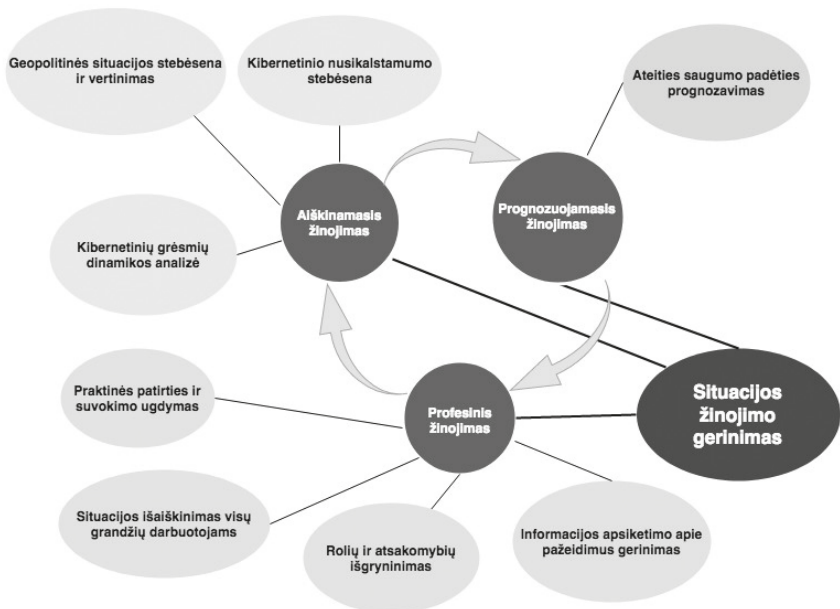 Geopolitinės situacijos stebėsena
ir vertinimas
Kibernetinio nusikalstamumo
stebėsena
Ateities saugumo padėties
prognozavimas
Aiškinamasis
žinojimas
Prognozuojamasis
žinojimas
Kibernetinių grėsmių
dinamikos analizė
Praktinės patirties ir
suvokimo ugdymas
Profesinis
žinojimas
Situacijos
žinojimo
gerinimas
Situacijos išaiškinimas visų
grandžių darbuotojams
Rolių ir atsakomybių
išgryninimas
Informacijos apsiketimo apie
pažeidimus gerinimas